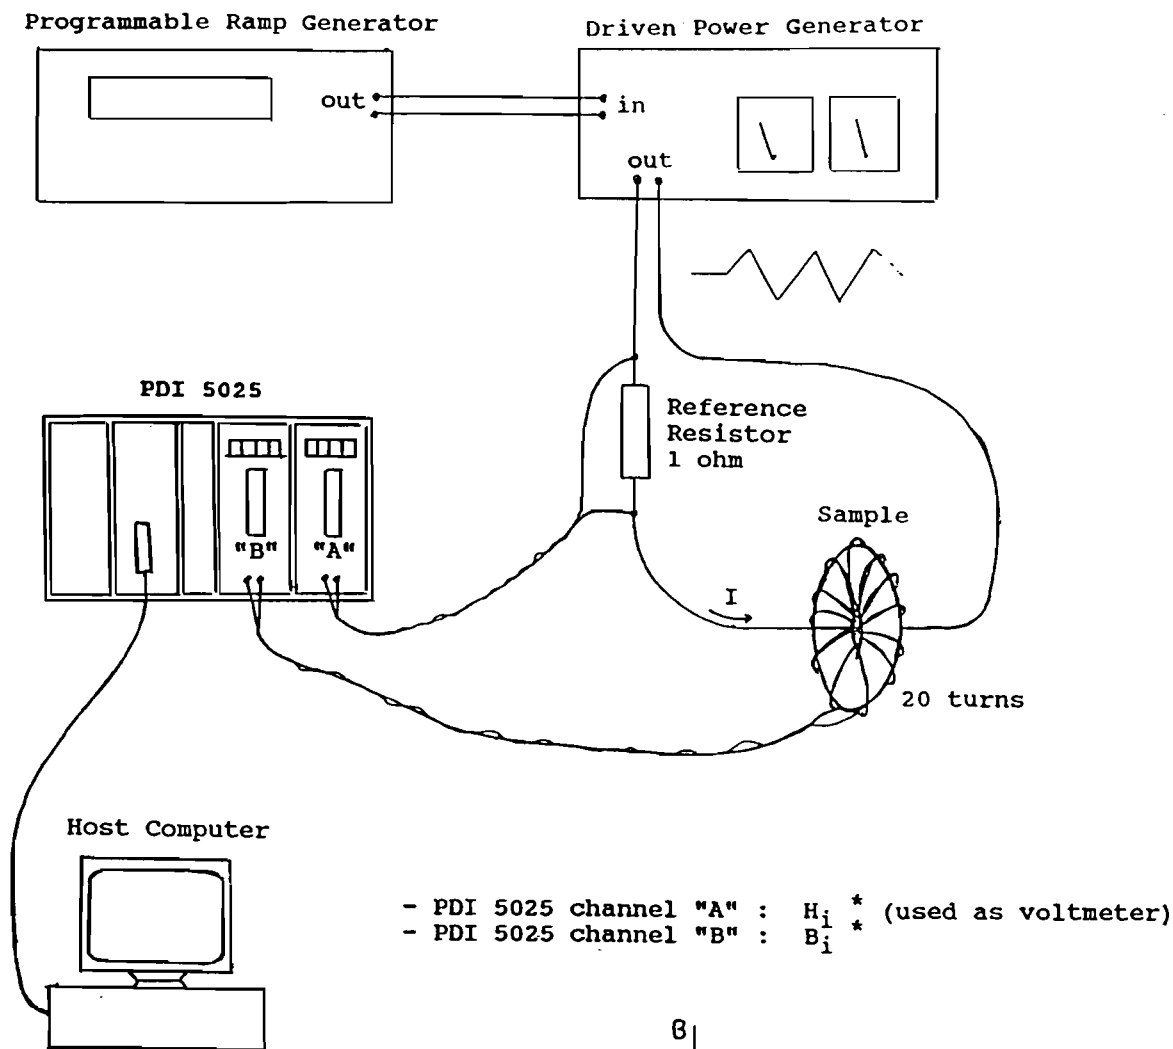 Programmable Ramp Generator
Driven Power Generator
out
in
out
PDI 5025
Reference
Resistor
1 ohm
"B"
"A"
Sample
I
20 turns
Host Computer
- PDI 5025 channel "A" : Hi * (used as voltmeter)
- PDI 5025 channel "B" : Bi *
B